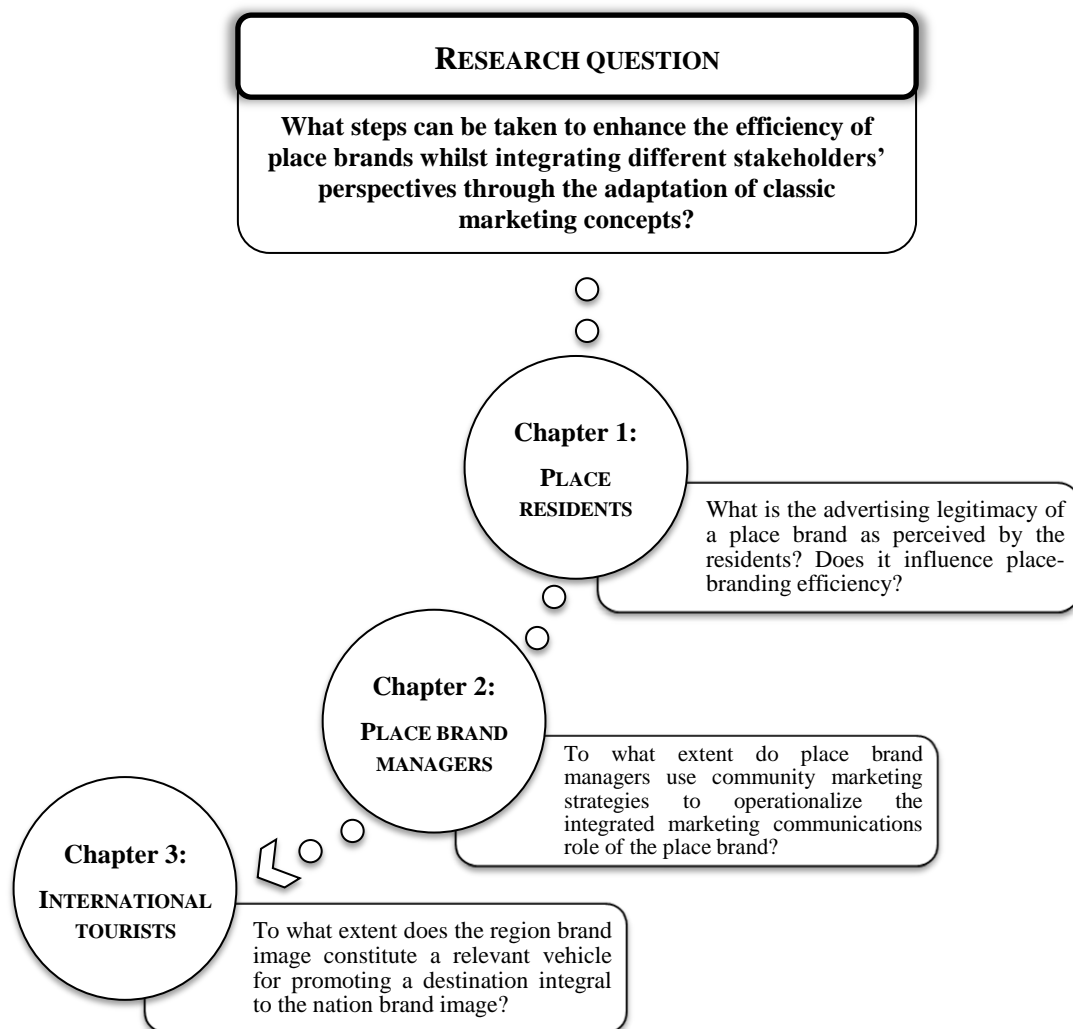 RESEARCH QUESTION
What steps can be taken to enhance the efficiency of
place brands whilst integrating different stakeholders’
perspectives through the adaptation of classic
marketing concepts?
Chapter 1:
PLACE
RESIDENTS
What is the advertising legitimacy of
a place brand as perceived by the
residents? Does it influence place-
branding efficiency?
Chapter 2:
PLACE BRAND
MANAGERS
To what extent do place brand
managers use community marketing
strategies to operationalize the
integrated marketing communications
role of the place brand?
Chapter 3:
INTERNATIONAL
TOURISTS
To what extent does the region brand
image constitute a relevant vehicle
for promoting a destination integral
to the nation brand image?